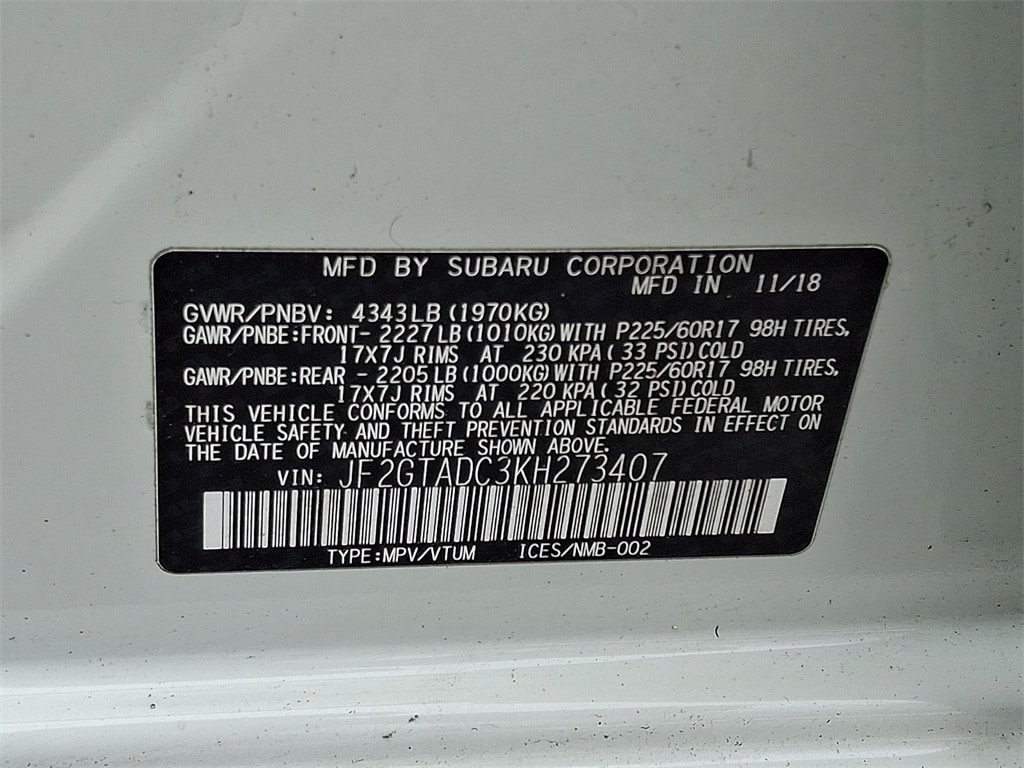 MFD BY SUBARU CORPORATION
MFD IN 11/18
GVWR/PNBV: 4343LB(1970KG)
GAWR/PNBE:FRONT- 2227LB(1010KG)WITH P225/60R17 98H TIRES,
17X7J RIMS AT 230 KPA( 33 PSI)COLD
GAWR/PNBE:REAR - 2205LB(1000KG)WITH P225/60R17 98H TIRES,
17X7J RIMS AT 220 KPA( 32 PSI)COLD
THIS VEHICLE CONFORMS TO ALL APPLICABLE FEDERAL MOTOR
VEHICLE SAFETY AND THEFT PREVENTION STANDARDS IN EFFECT ON
THE DATE OF MANUFACTURE SHOWN ABOVE.
VIN: JF2GTADC3KH273407
TYPE:MPV/VTUM ICES/NMB-002